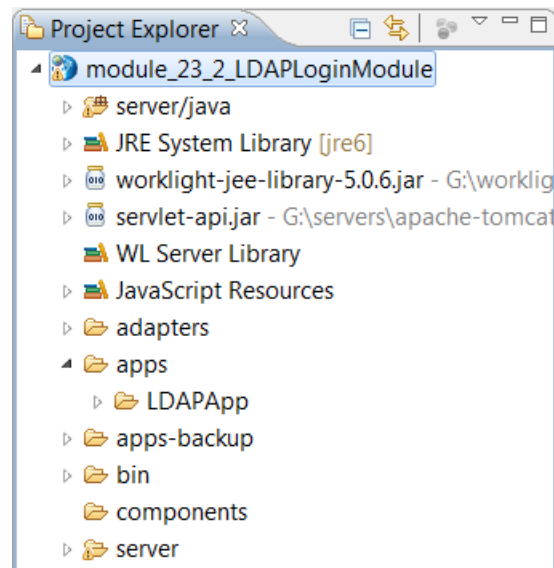 Project Explorer
module_23_2_LDAPLoginModule
server/java
JRE System Library [jre6]
worklight-jee-library-5.0.6.jar - G:\worklig
servlet-api.jar - G:\servers\apache-tomcat
WL Server Library
JavaScript Resources
adapters
apps
LDAPApp
apps-backup
bin
components
server